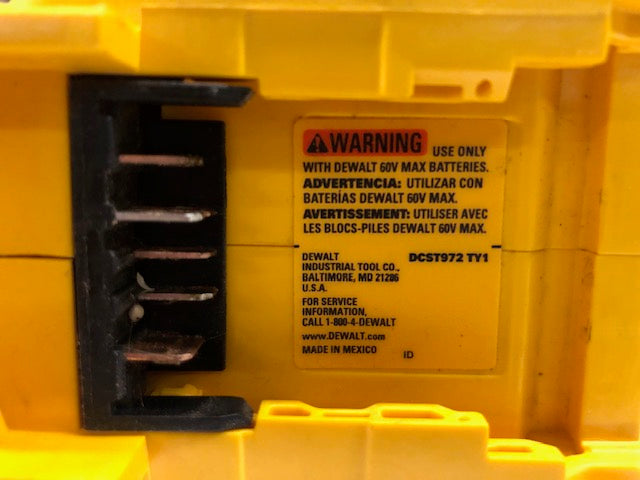 WARNING USE ONLY
WITH DEWALT 60V MAX BATTERIES.
ADVERTENCIA: UTILIZAR CON
BATERÍAS DEWALT 60V MAX.
AVERTISSEMENT: UTILISER AVEC
LES BLOCS-PILES DEWALT 60V MAX.
DEWALT DCST972 TY1
INDUSTRIAL TOOL CO.,
BALTIMORE, MD 21286
U.S.A.
FOR SERVICE
INFORMATION,
CALL 1-800-4-DEWALT
www.DEWALT.com
MADE IN MEXICO ID